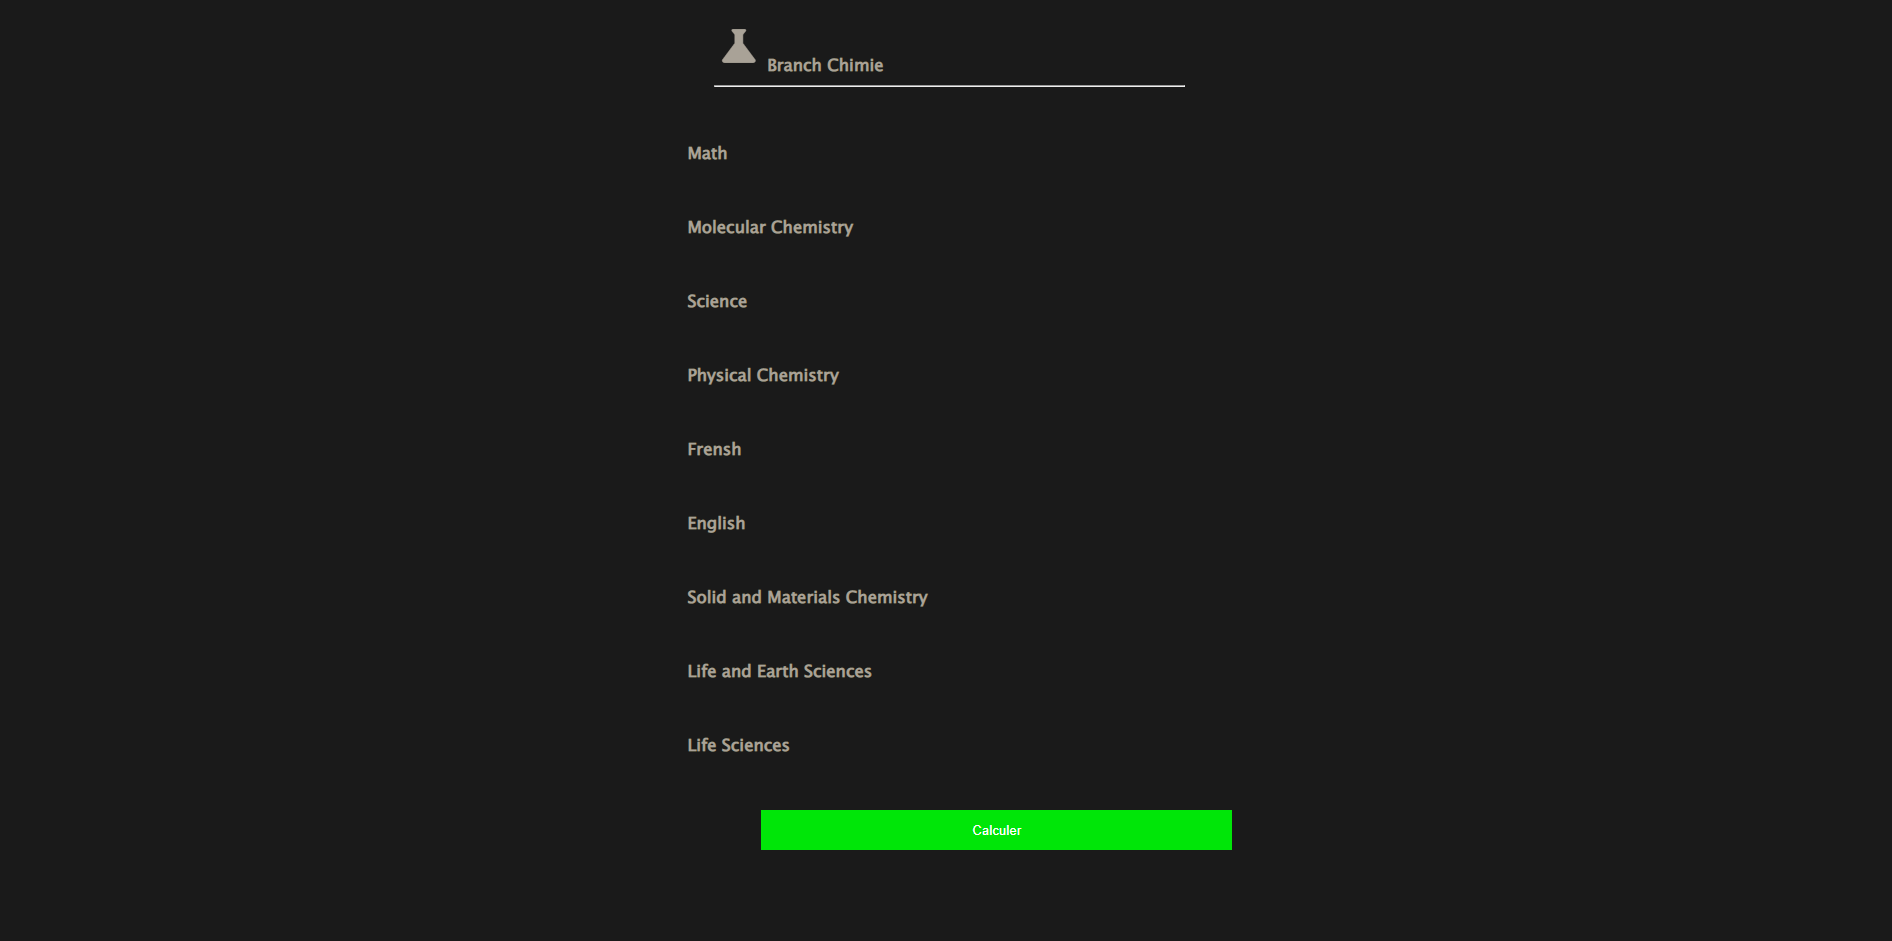 Branch Chimie
Math
Molecular Chemistry
Science
Physical Chemistry
Frensh
English
Solid and Materials Chemistry
Life and Earth Sciences
Life Sciences
Calculer